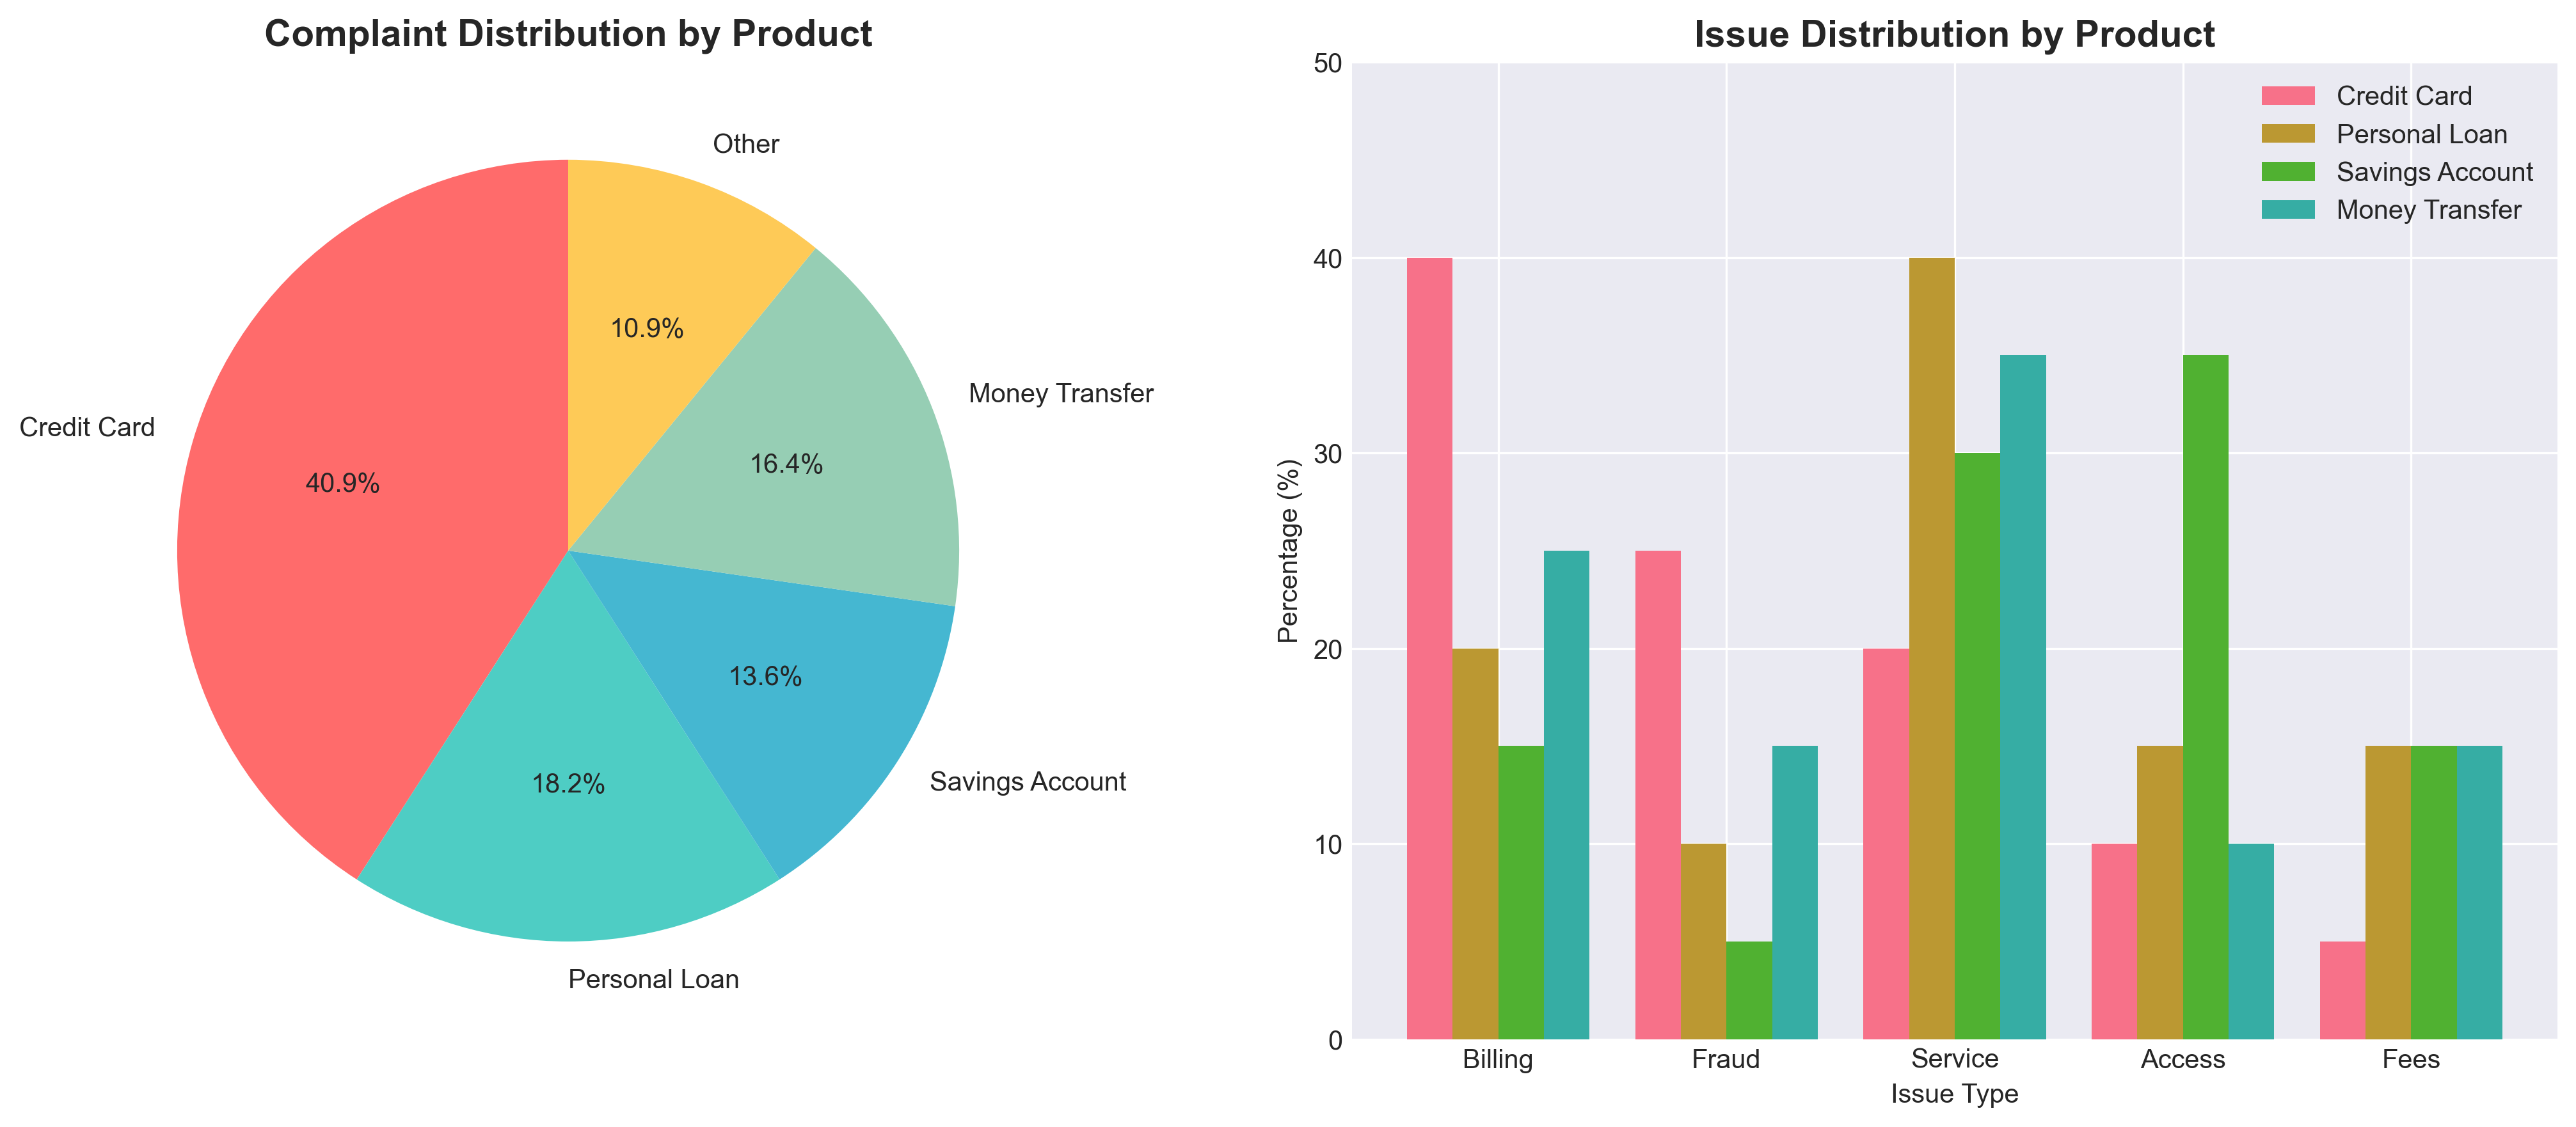 Complaint Distribution by Product
Other
10.9%
Money Transfer
16.4%
Credit Card
40.9%
13.6%
Savings Account
18.2%
Personal Loan
Issue Distribution by Product
Credit Card
Personal Loan
Savings Account
Money Transfer
Percentage (%)
50
40
30
20
10
0
Billing Fraud Service Access Fees
Issue Type